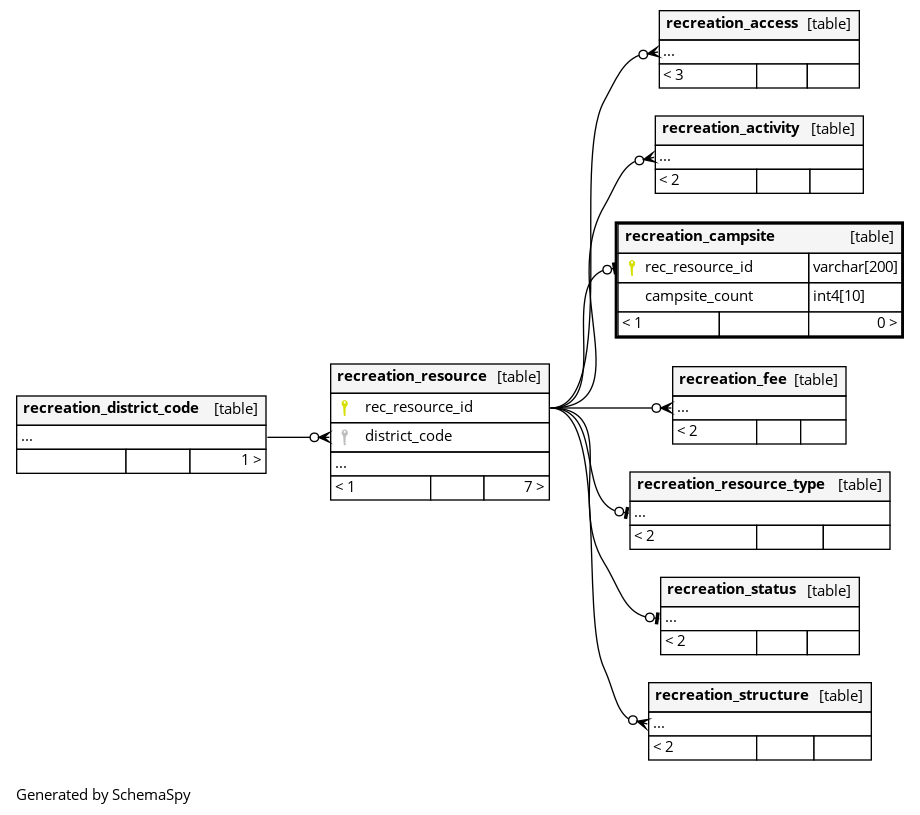 recreation_access [table]
...
< 3
recreation_activity [table]
...
< 2
recreation_campsite [table]
rec_resource_id varchar[200]
campsite_count int4[10]
< 1 0 >
recreation_resource [table]
rec_resource_id
district_code
...
< 1 7 >
recreation_fee [table]
...
< 2
recreation_district_code [table]
...
1 >
recreation_resource_type [table]
...
< 2
recreation_status [table]
...
< 2
recreation_structure [table]
...
< 2
Generated by SchemaSpy